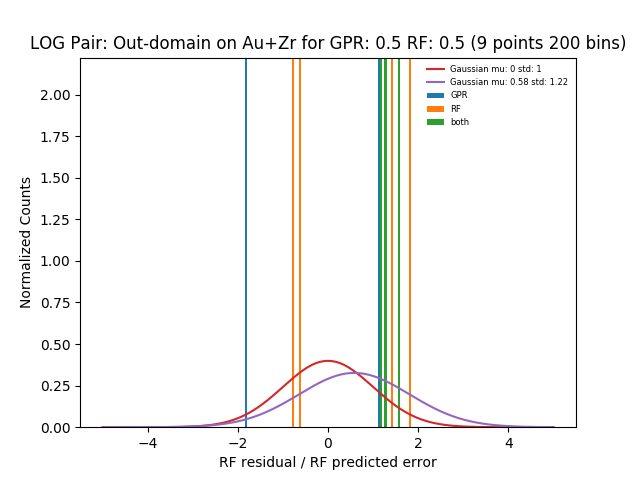 LOG Pair: Out-domain on Au+Zr for GPR: 0.5 RF: 0.5 (9 points 200 bins)
Gaussian mu: 0 std: 1
Gaussian mu: 0.58 std: 1.22
GPR
RF
both
Normalized Counts
2.00
1.75
1.50
1.25
1.00
0.75
0.50
0.25
0.00
−4
−2
0
2
4
RF residual / RF predicted error